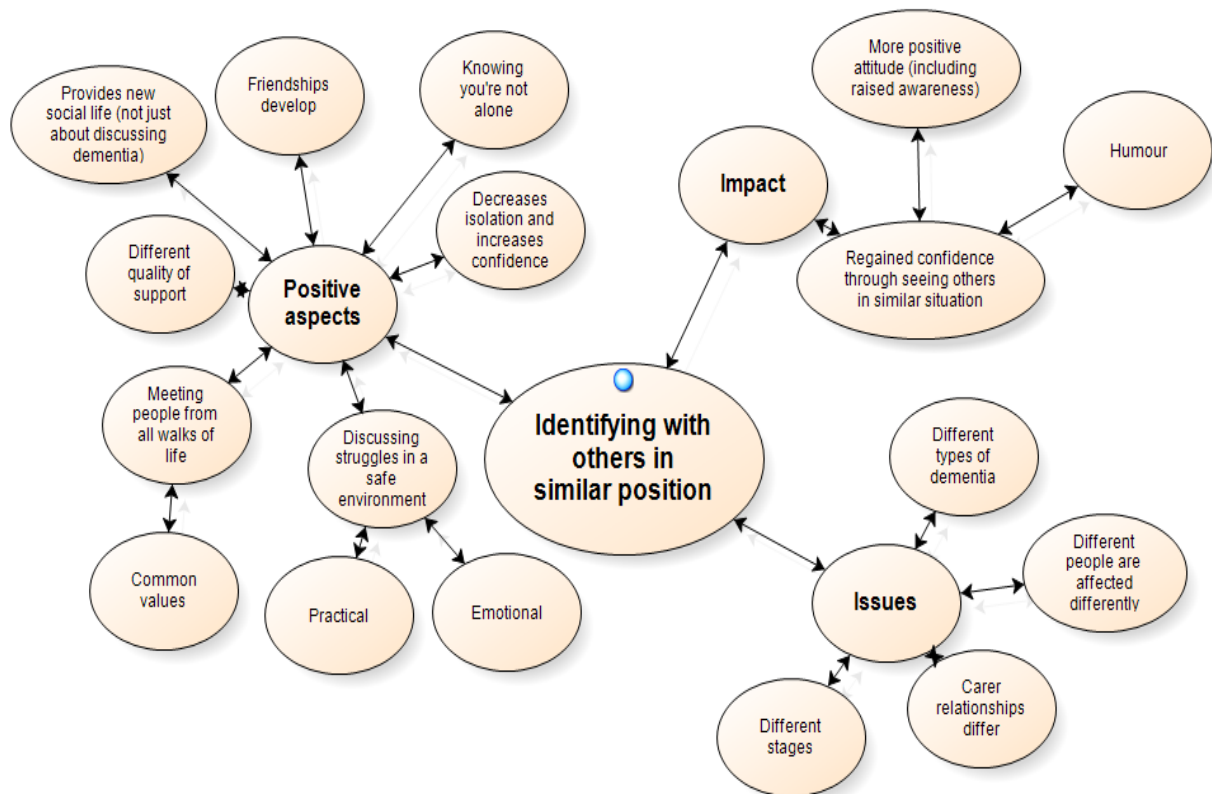 Provides new
social life (not just
about discussing
dementia)
Friendships
develop
Knowing
you're not
alone
Decreases
isolation and
increases
confidence
Different
quality of
support
Positive
aspects
Meeting
people from
all walks of
life
Common
values
Discussing
struggles in a
safe
environment
Practical
Emotional
Identifying with
others in
similar position
Impact
More positive
attitude (including
raised awareness)
Humour
Regained confidence
through seeing others
in similar situation
Issues
Different
types of
dementia
Different
people are
affected
differently
Carer
relationships
differ
Different
stages